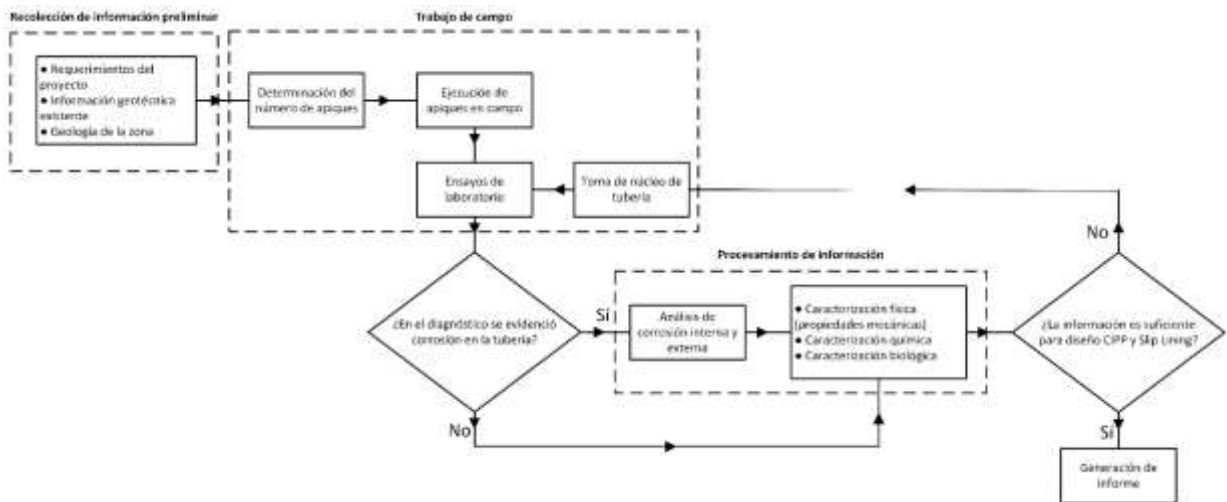 Recolección de información preliminar
● Requerimientos del
proyecto
● Información geotécnica
existente
● Geología de la zona
Trabajo de campo
Determinación del
número de apiques
Ejecución de
apiques en campo
Ensayos de
laboratorio
Toma de núcleo de
tubería
¿En el diagnóstico se evidenció
corrosión en la tubería?
Sí
No
Procesamiento de información
Análisis de
corrosión interna y
externa
● Caracterización física
(propiedades mecánicas)
● Caracterización química
● Caracterización biológica
¿La información es suficiente
para diseño CIPP y Slip Lining?
No
Sí
Generación de
informe